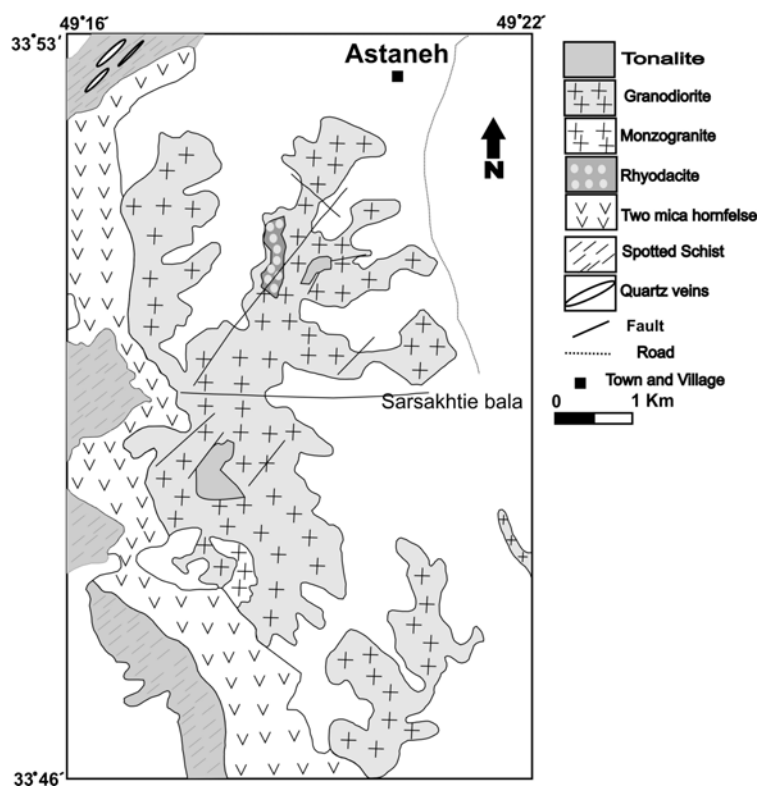 49°16´
49°22´
33°53´
Astaneh
N
Sarsakhtie bala
33°46´
Tonalite
Granodiorite
Monzogranite
Rhyodacite
Two mica hornfelse
Spotted Schist
Quartz veins
Fault
Road
Town and Village
0 1 Km